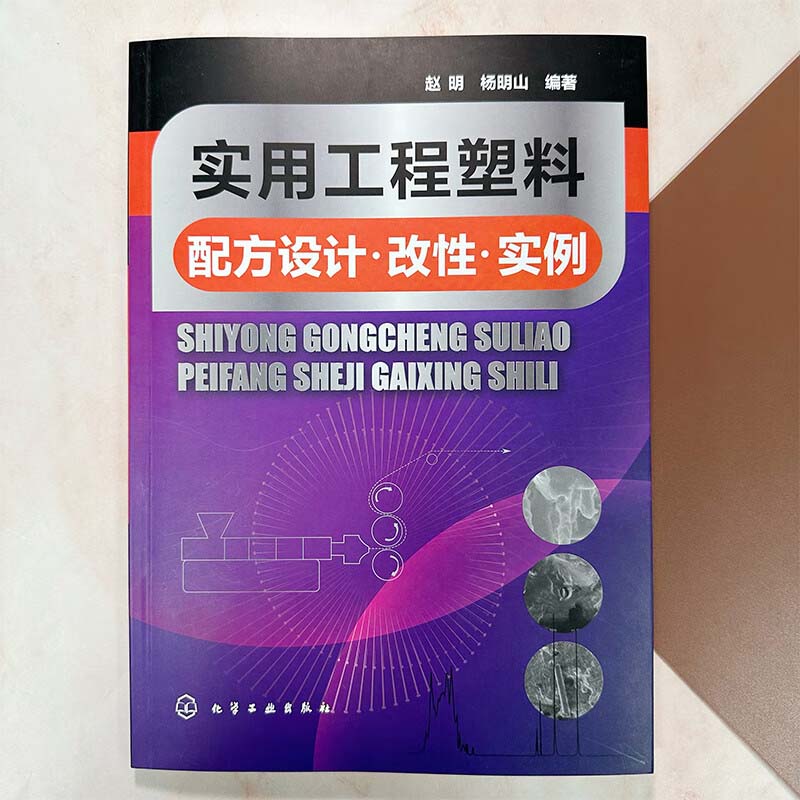 赵 明 杨明山 编著
实用工程塑料
配方设计·改性·实例
SHIYONG GONGCHENG SULIAO
PEIFANG SHEJI GAIXING SHILI
化学工业出版社